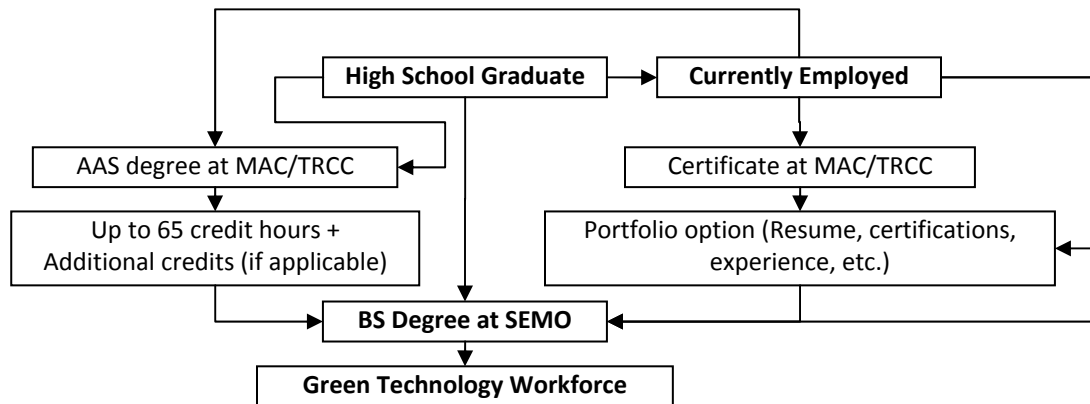 High School Graduate
Currently Employed
AAS degree at MAC/TRCC
Certificate at MAC/TRCC
Up to 65 credit hours +
Additional credits (if applicable)
Portfolio option (Resume, certifications,
experience, etc.)
BS Degree at SEMO
Green Technology Workforce